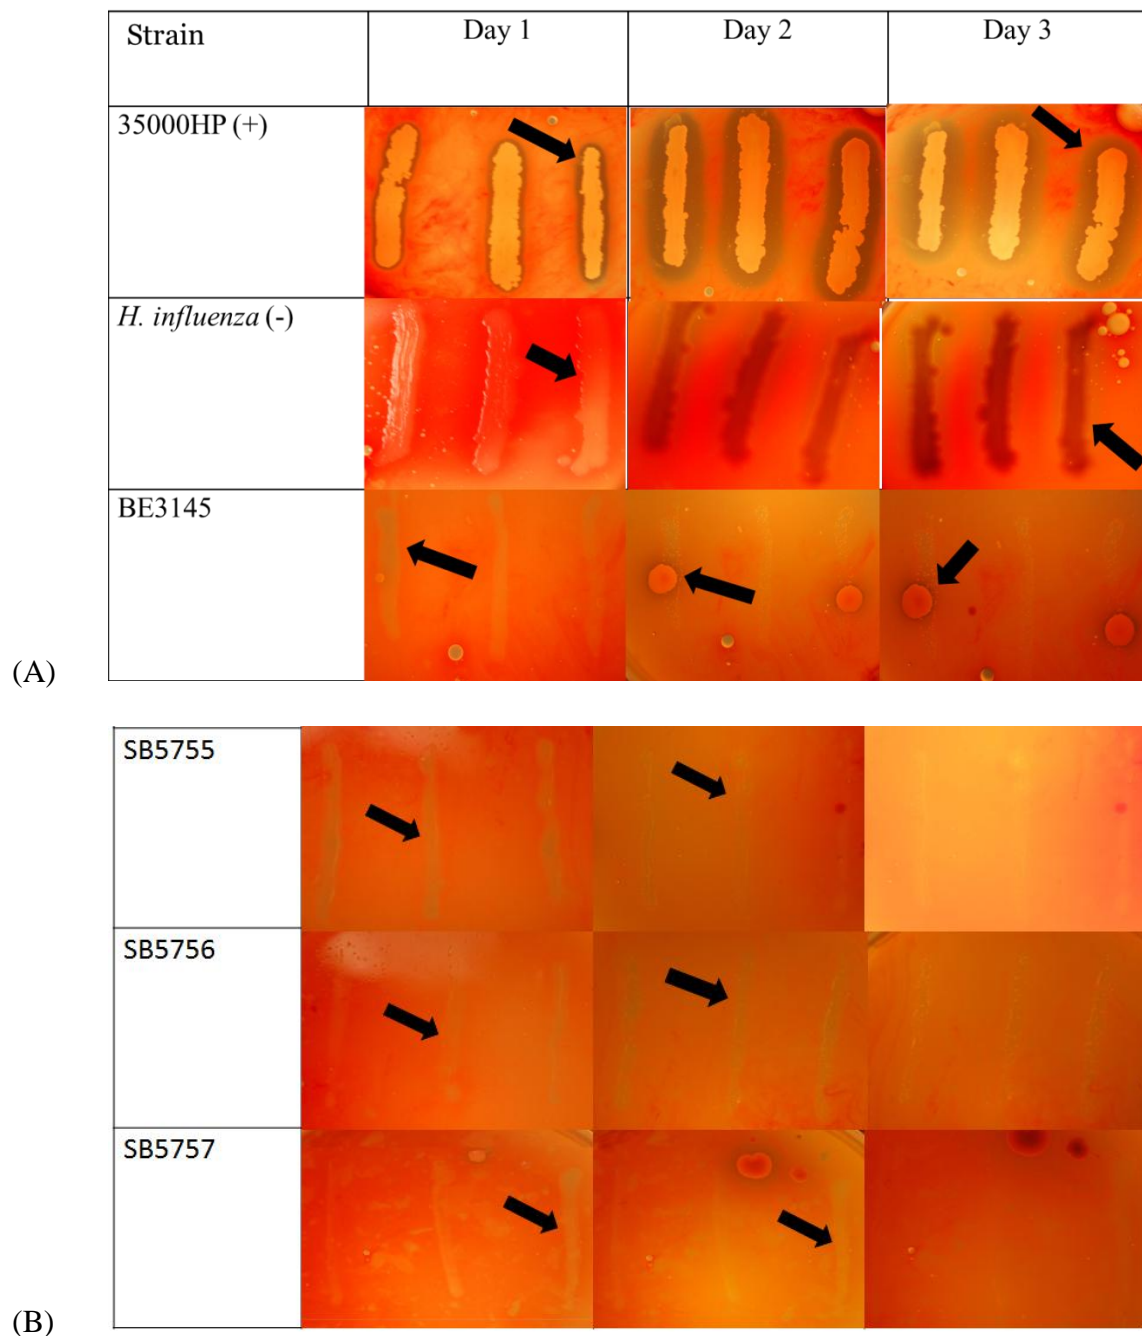 Strain Day 1 Day 2 Day 3
35000HP (+)
H. influenza (-)
BE3145
(A)
SB5755
SB5756
SB5757
(B)